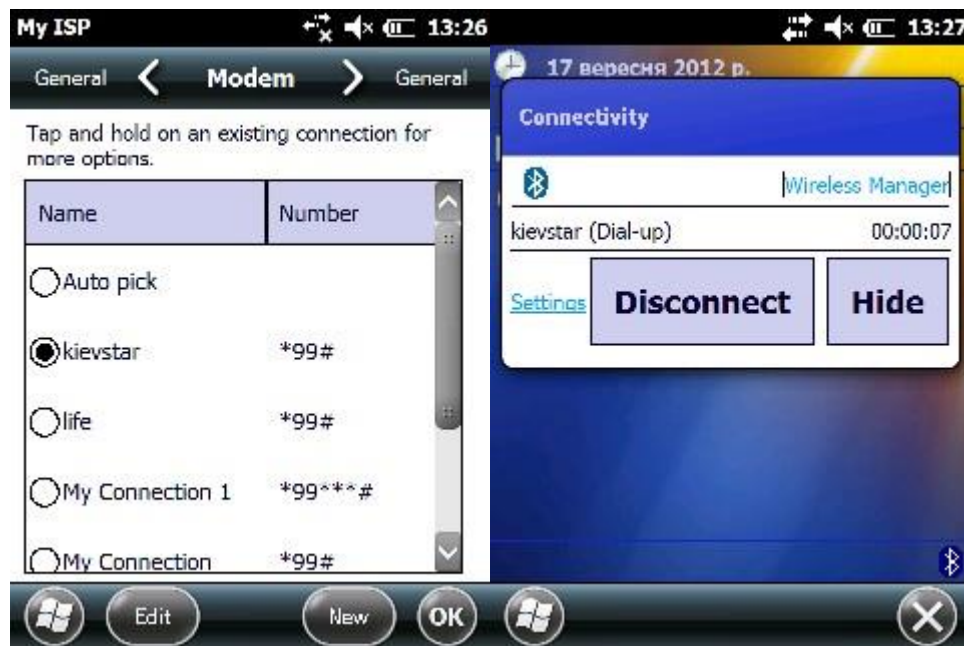 My ISP 13:26
General Modem General
Tap and hold on an existing connection for
more options.
Name Number
Auto pick
kievstar *99#
life *99#
My Connection 1 *99***#
My Connection *99#
Edit New OK
13:27
17 вересня 2012 р.
Connectivity
Wireless Manager
kievstar (Dial-up) 00:00:07
Settings Disconnect Hide